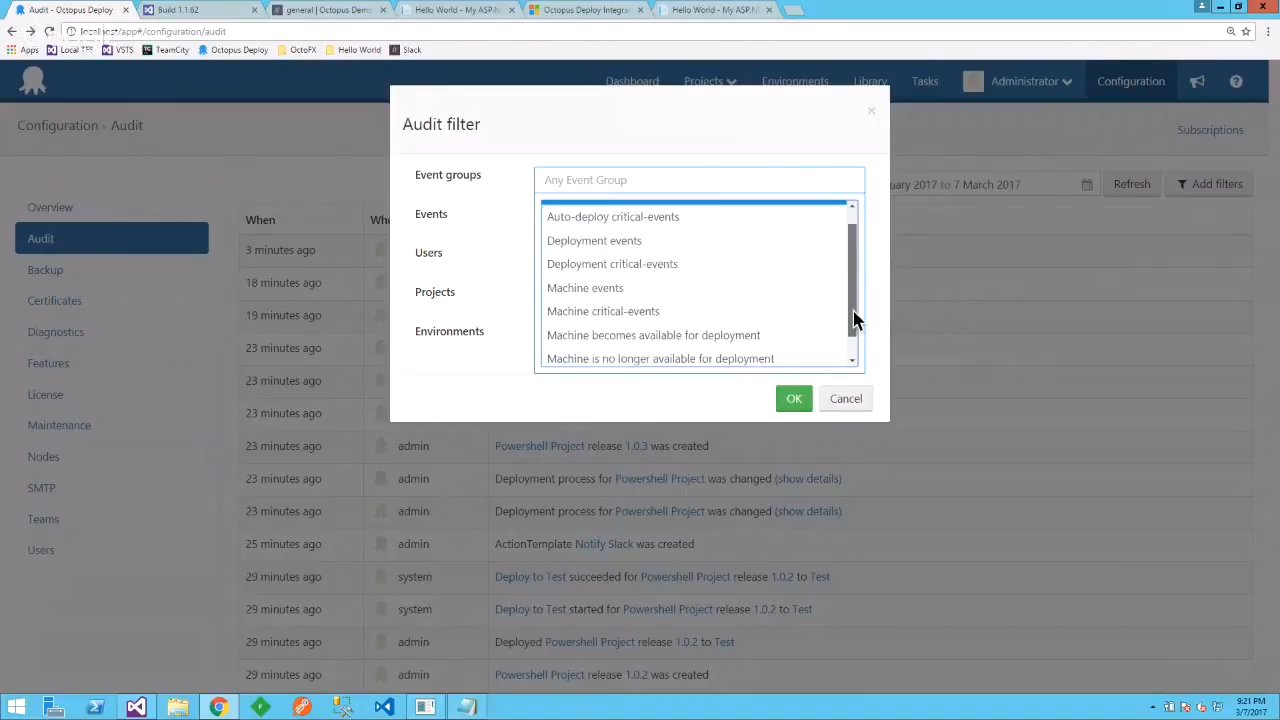 Audit - Octopus Deploy
Build 1.1.62
general | Octopus Demo
Hello World - My ASP.N
Octopus Deploy Integra
Hello World - My ASP.NE
/app#/configuration/audit
Apps
Local TFS
VSTS
TeamCity
Octopus Deploy
OctoFX
Hello World
Slack
Dashboard
Projects
Environments
Library
Tasks
Administrator
Configuration
Configuration › Audit
Subscriptions
Audit filter
Event groups
Any Event Group
Events
Users
Projects
Environments
Auto-deploy critical-events
Deployment events
Deployment critical-events
Machine events
Machine critical-events
Machine becomes available for deployment
Machine is no longer available for deployment
OK
Cancel
uary 2017 to 7 March 2017
Refresh
Add filters
Overview
Audit
Backup
Certificates
Diagnostics
Features
License
Maintenance
Nodes
SMTP
Teams
Users
When
3 minutes ago
18 minutes ago
19 minutes ago
23 minutes ago
23 minutes ago
23 minutes ago
23 minutes ago admin Powershell Project release 1.0.3 was created
23 minutes ago admin Deployment process for Powershell Project was changed (show details)
23 minutes ago admin Deployment process for Powershell Project was changed (show details)
25 minutes ago admin ActionTemplate Notify Slack was created
29 minutes ago system Deploy to Test succeeded for Powershell Project release 1.0.2 to Test
29 minutes ago system Deploy to Test started for Powershell Project release 1.0.2 to Test
29 minutes ago admin Deployed Powershell Project release 1.0.2 to Test
29 minutes ago admin Powershell Project release 1.0.2 was created
9:21 PM
3/7/2017